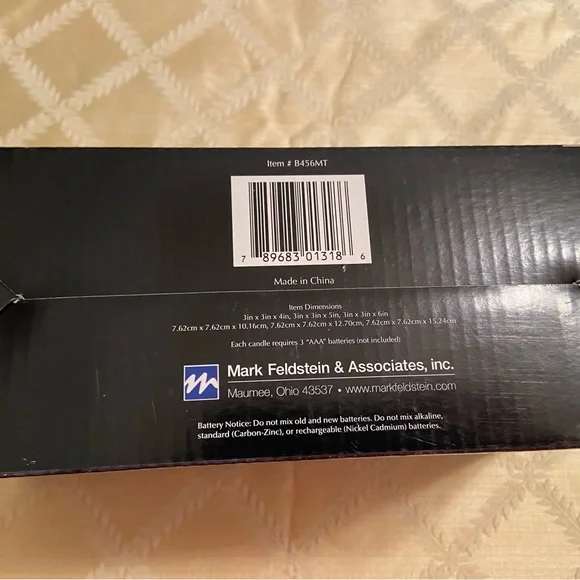 Item # B456MT
7 89683 01318 6
Made in China
Item Dimensions
3in x 3in x 4in, 3in x 3in x 5in, 3in x 3in x 6in
7.62cm x 7.62cm x 10.16cm, 7.62cm x 7.62cm x 12.70cm, 7.62cm x 7.62cm x 15.24cm
Each candle requires 3 "AAA" batteries (not included)
Mark Feldstein & Associates, inc.
Maumee, Ohio 43537 • www.markfeldstein.com
Battery Notice: Do not mix old and new batteries. Do not mix alkaline,
standard (Carbon-Zinc), or rechargeable (Nickel Cadmium) batteries.